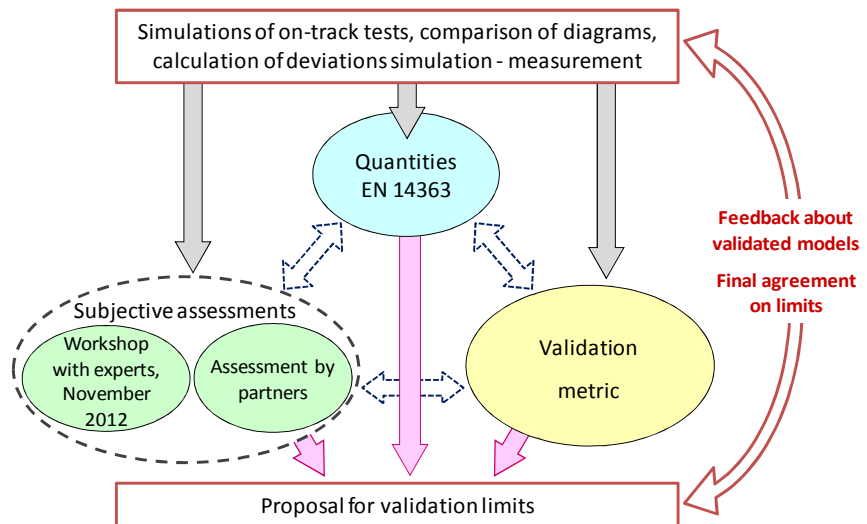 Simulations of on-track tests, comparison of diagrams,
calculation of deviations simulation - measurement
Quantities
EN 14363
Feedback about
validated models
Final agreement
on limits
Subjective assessments
Workshop
with experts,
November
2012
Assessment by
partners
Validation
metric
Proposal for validation limits